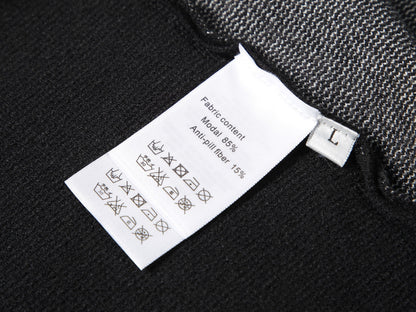 Fabric content
Modal 85%
Anti-pill fiber 15%
L